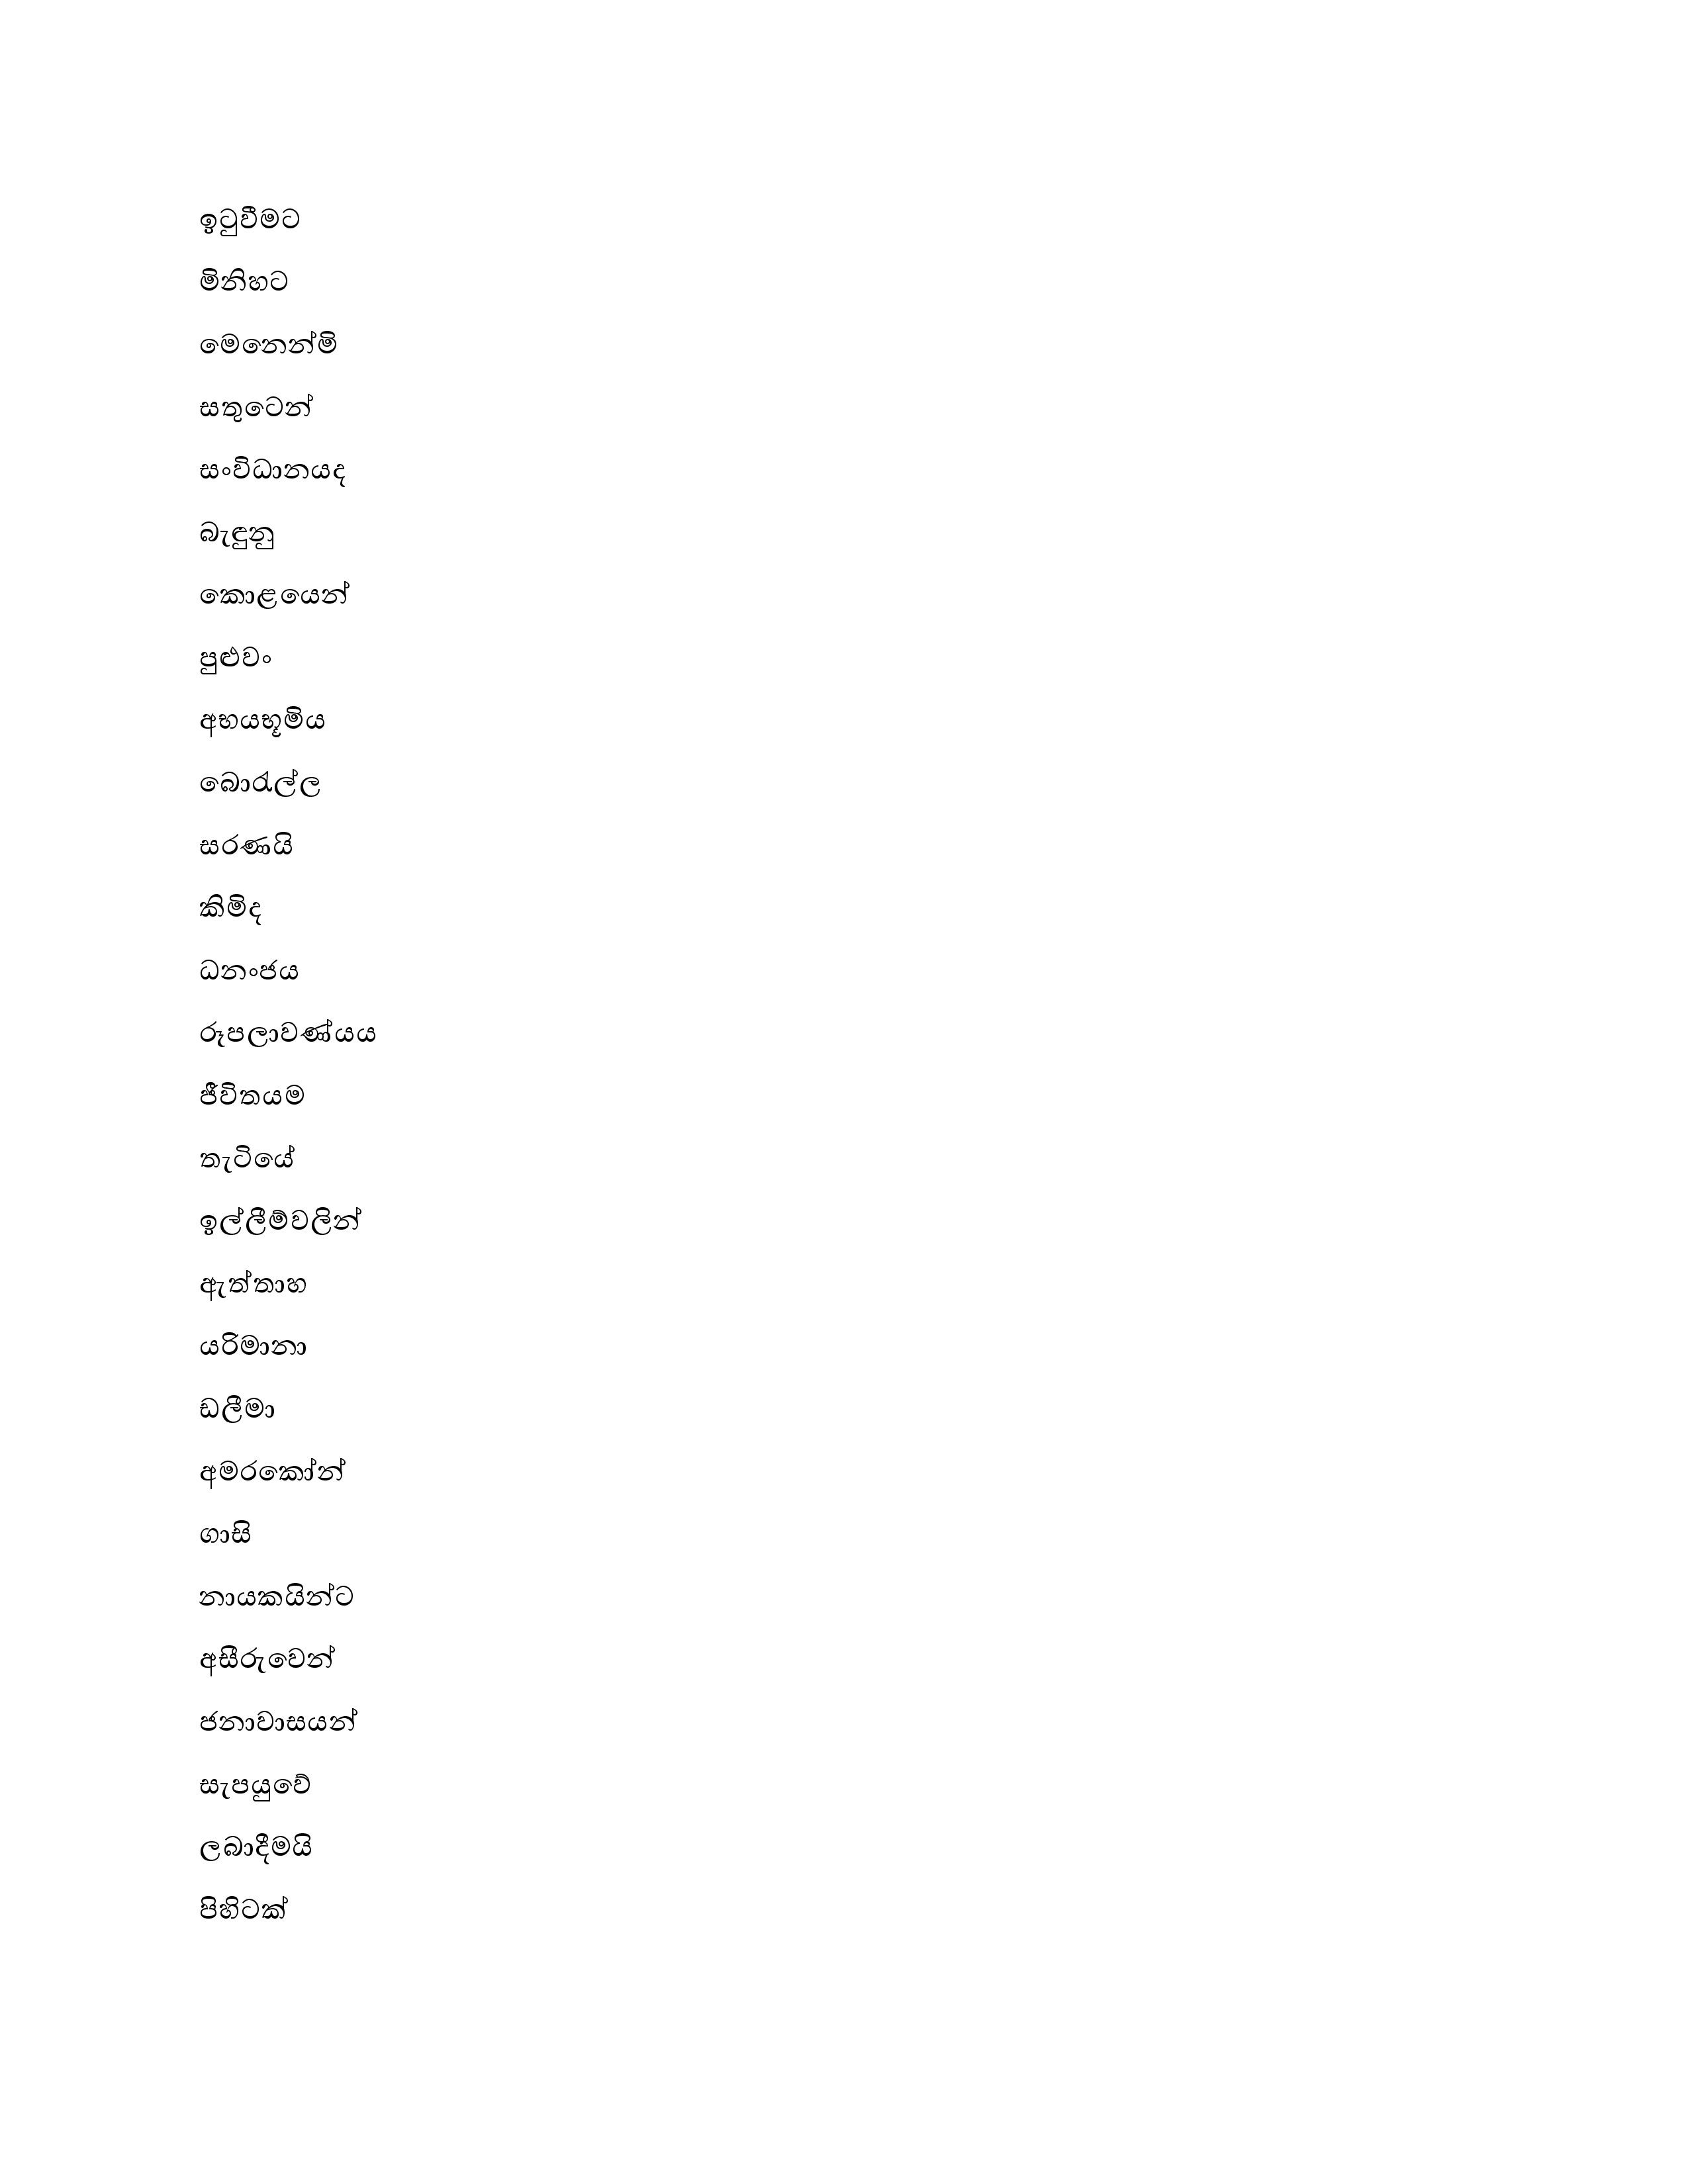 ඉටුවීමට
මිනිහට
මෙනෙන්මි
සතුටෙන්
සංවිධානයද
බැඳුනු
කොළයෙන්
පුළුවං
අභයභූමිය
බොරැල්ල
සරණයි
කිමිද
ධනංජය
රූපලාවණ්යය
ජීවිතයම
තැටියේ
ඉල්ලීම්වලින්
ඇත්තාහ
යරිමානා
ඩලීමා
අමරකෝන්
ගාසි
නායකයින්ට
අසීරුවෙන්
ජනාවාසයන්
සැපයුවේ
ලබාදීමයි
පිහිටක්